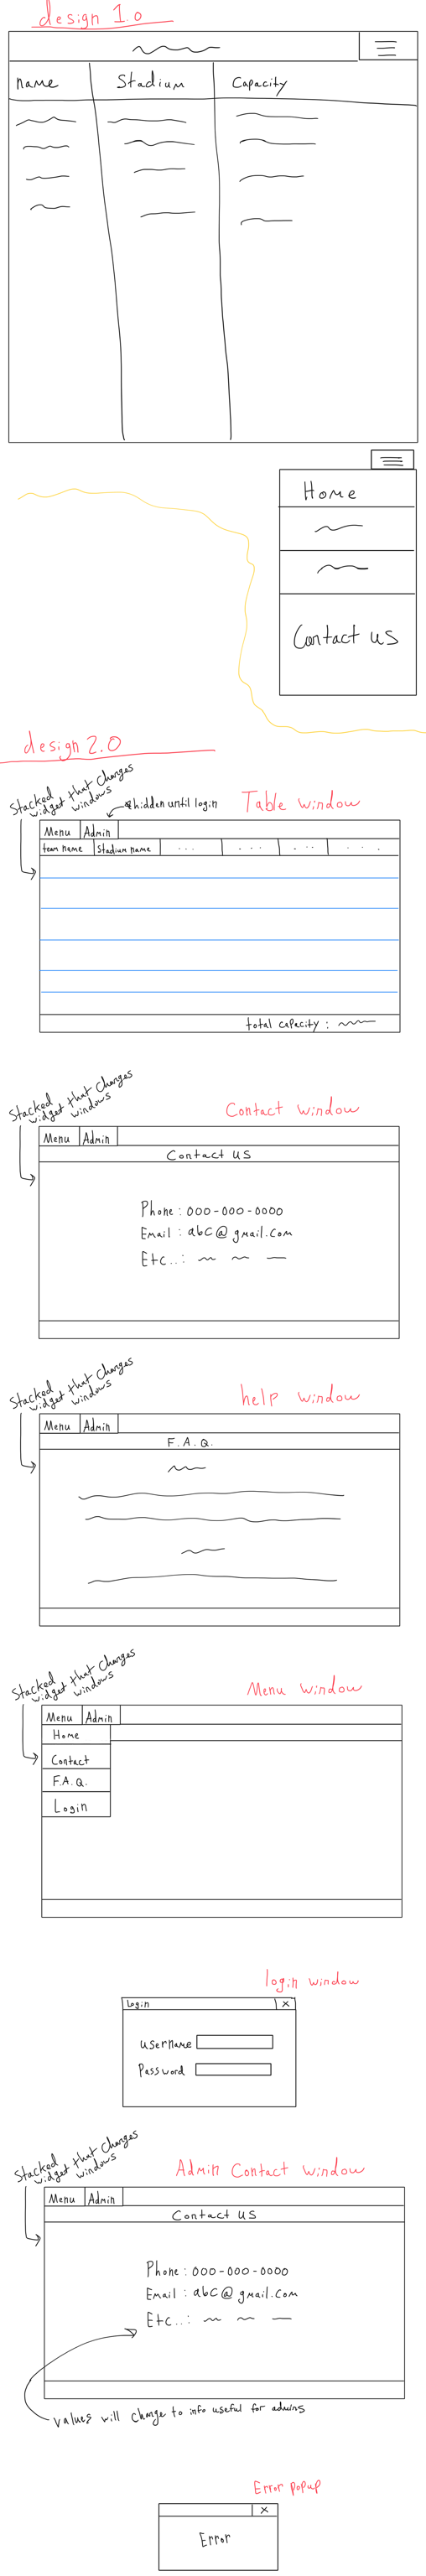 design 1.0
name Stadium Capacity
Home
Contact us
design 2.0
Stacked
widget that changes
windows
hidden until login
Table window
Menu Admin
team name Stadium name ... ... ... ...
total capacity :
Stacked
widget that changes
windows
Contact window
Menu Admin
Contact us
Phone : 000-000-0000
Email : abc@gmail.com
Etc.. :
Stacked
widget that changes
windows
help window
Menu Admin
F.A.Q.
Stacked
widget that changes
windows
Menu window
Menu Admin
Home
Contact
F.A.Q.
Login
login window
Login X
username
Password
Stacked
widget that changes
windows
Admin Contact window
Menu Admin
Contact us
Phone : 000-000-0000
Email : abc@gmail.com
Etc.. :
values will change to info useful for admins
Error popup
X
Error